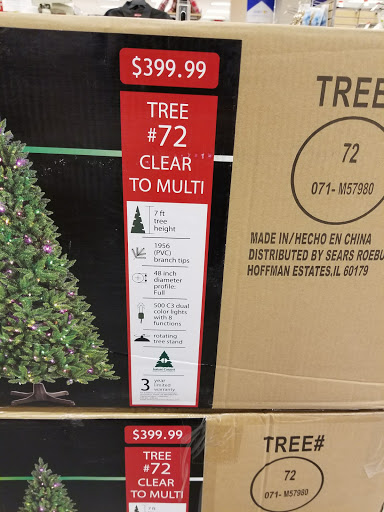 $399.99
TREE
#72
CLEAR
TO MULTI
7 ft
tree
height
1956
(PVC)
branch tips
48 inch
diameter
profile:
Full
500 C3 dual
color lights
with 8
functions
rotating
tree stand
3 year
limited
warranty
TREE#
72
071- M57980
MADE IN/HECHO EN CHINA
DISTRIBUTED BY SEARS ROEBU
HOFFMAN ESTATES,IL 60179
$399.99
TREE
#72
CLEAR
TO MULTI
7 ft
TREE#
72
071- M57980